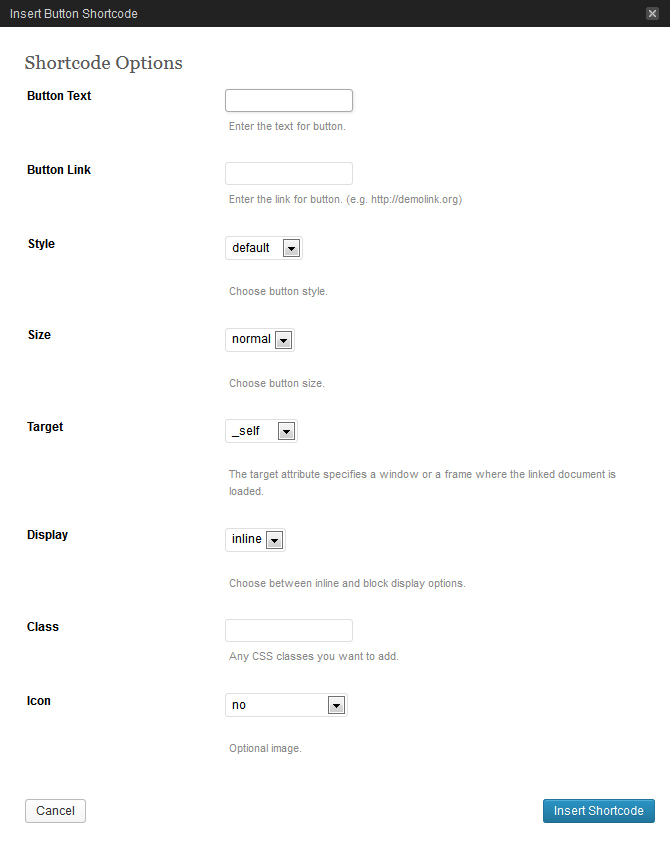 Insert Button Shortcode
Shortcode Options
Button Text
Enter the text for button.
Button Link
Enter the link for button. (e.g. http://demolink.org)
Style
default
Choose button style.
Size
normal
Choose button size.
Target
_self
The target attribute specifies a window or a frame where the linked document is
loaded.
Display
inline
Choose between inline and block display options.
Class
Any CSS classes you want to add.
Icon
no
Optional image.
Cancel
Insert Shortcode